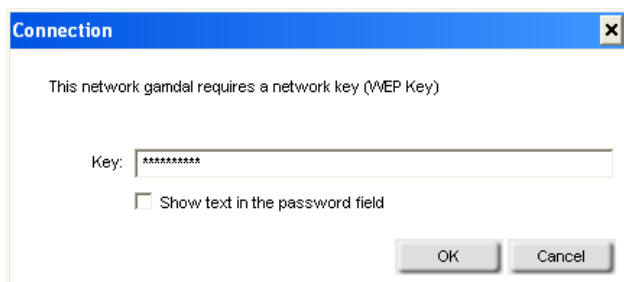 Connection
This network gamdal requires a network key (WEP Key)
Key: **********
Show text in the password field
OK Cancel